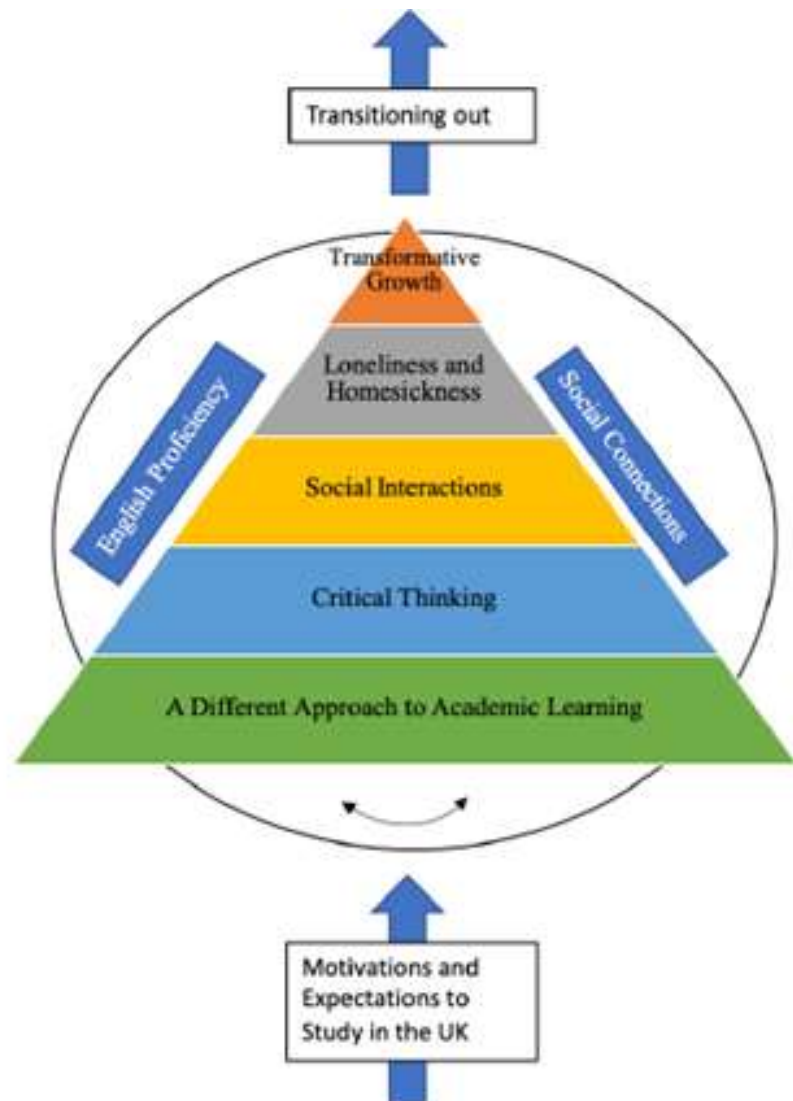 Transitioning out
Transformative
Growth
Loneliness and
Homesickness
English Proficiency
Social Connections
Social Interactions
Critical Thinking
A Different Approach to Academic Learning
Motivations and
Expectations to
Study in the UK